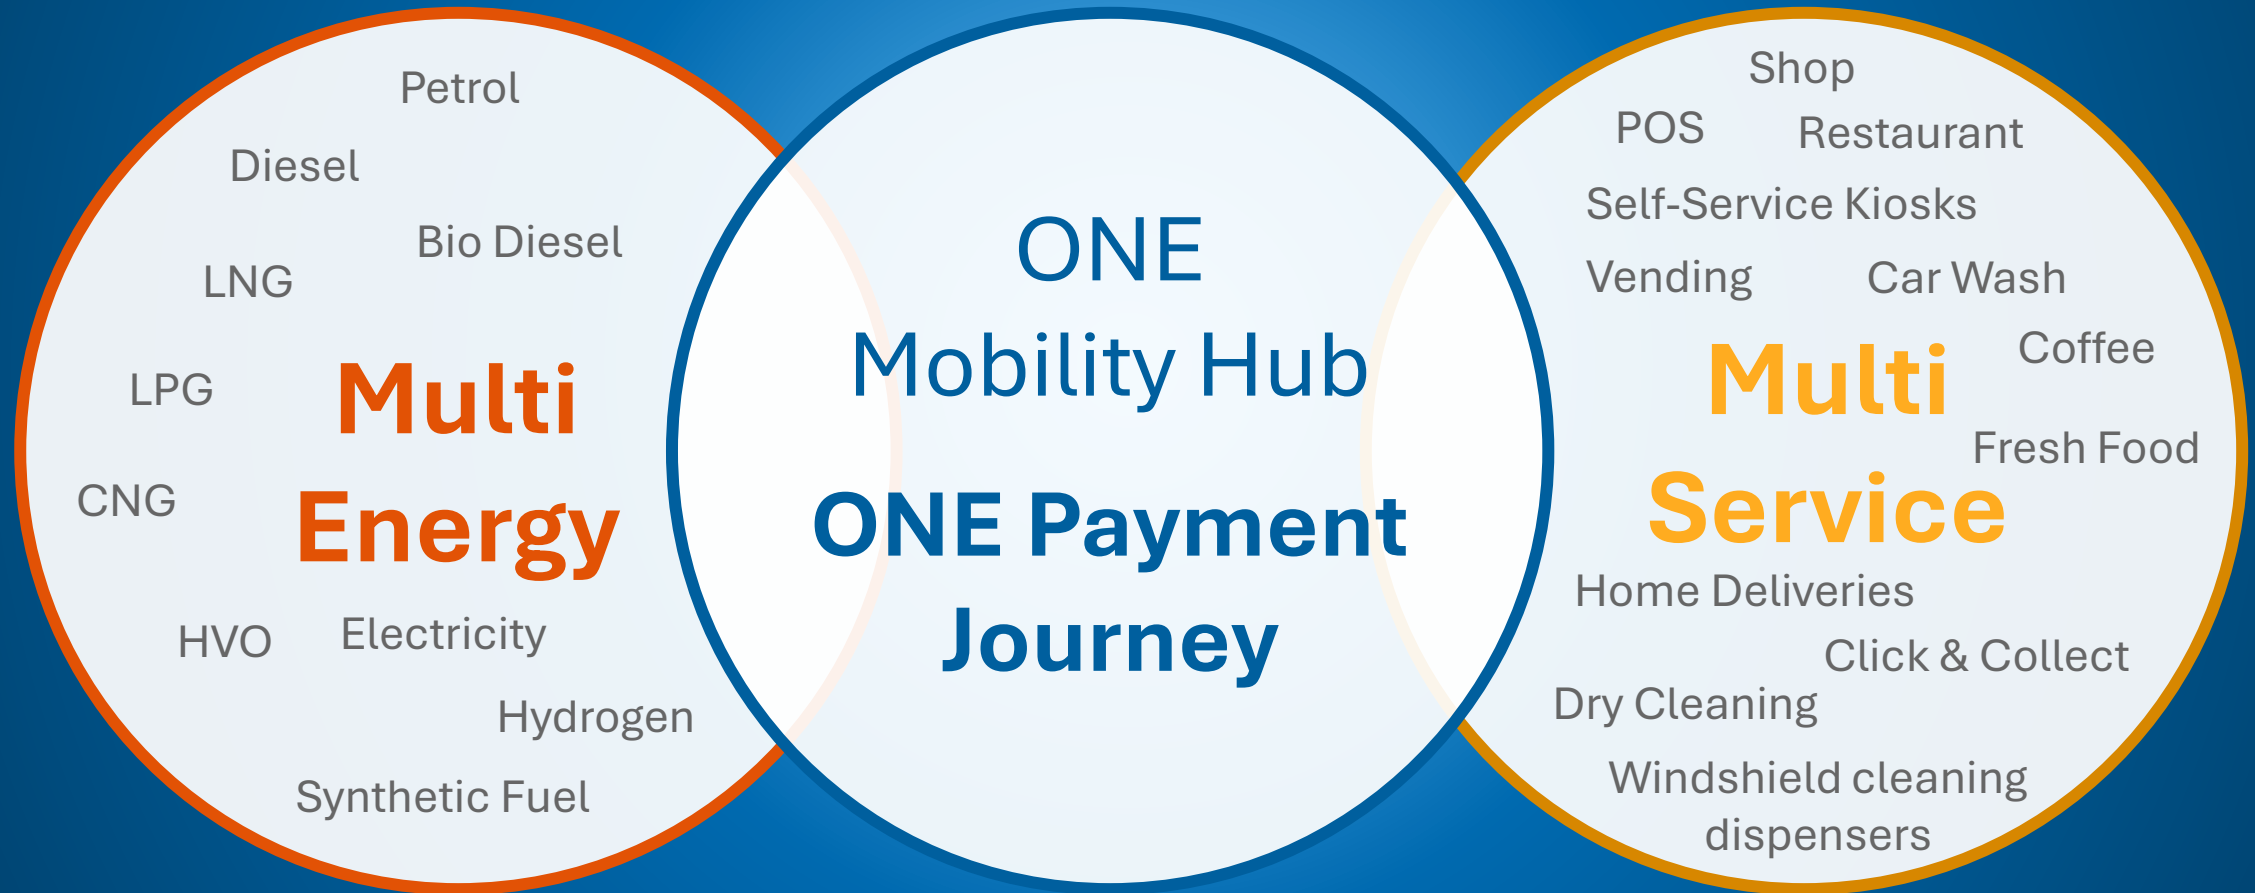 Petrol
Diesel
Bio Diesel
LNG
LPG
Multi
Energy
CNG
HVO
Electricity
Hydrogen
Synthetic Fuel
ONE
Mobility Hub
ONE Payment
Journey
Shop
POS
Restaurant
Self-Service Kiosks
Vending
Car Wash
Coffee
Multi
Service
Fresh Food
Home Deliveries
Click & Collect
Dry Cleaning
Windshield cleaning
dispensers